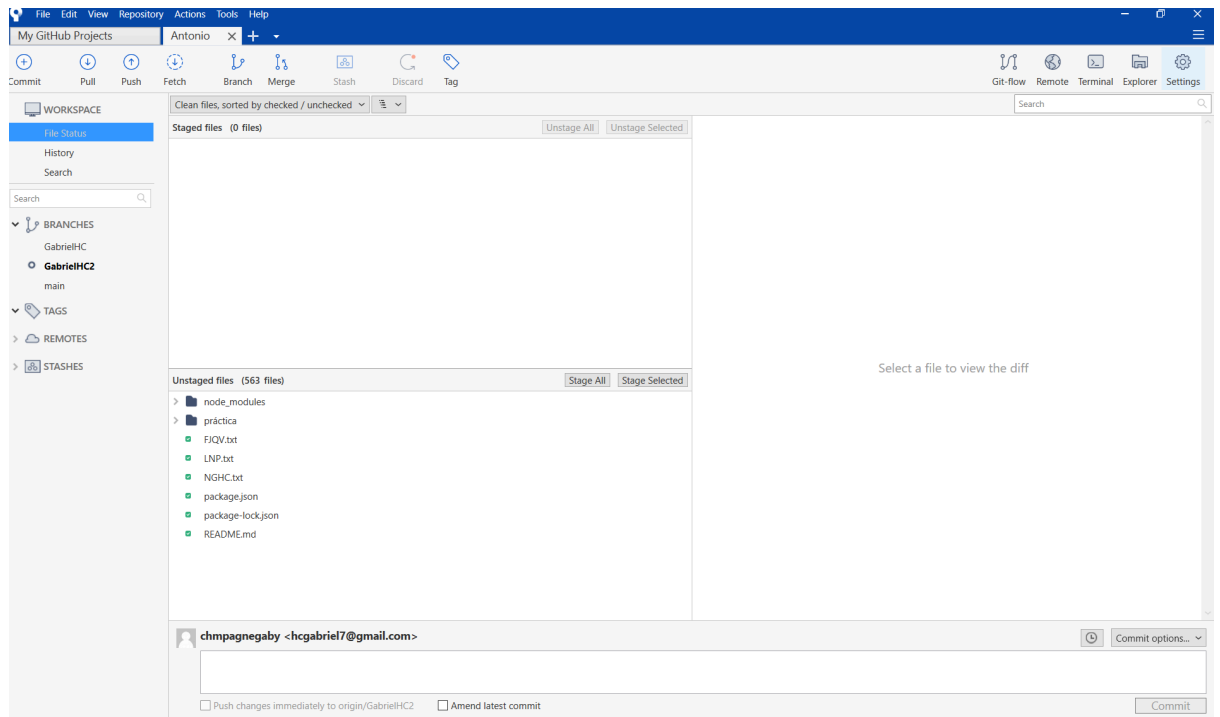 File Edit View Repository Actions Tools Help
My GitHub Projects Antonio
Commit Pull Push Fetch Branch Merge Stash Discard Tag Git-flow Remote Terminal Explorer Settings
WORKSPACE
File Status
History
Search
Search
BRANCHES
GabrielHC
GabrielHC2
main
TAGS
REMOTES
STASHES
Clean files, sorted by checked / unchecked
Search
Staged files (0 files) Unstage All Unstage Selected
Unstaged files (563 files) Stage All Stage Selected
node_modules
práctica
FJQV.txt
LNP.txt
NGHC.txt
package.json
package-lock.json
README.md
Select a file to view the diff
chmpagnegaby <hcgabriel7@gmail.com>
Commit options...
Push changes immediately to origin/GabrielHC2 Amend latest commit
Commit